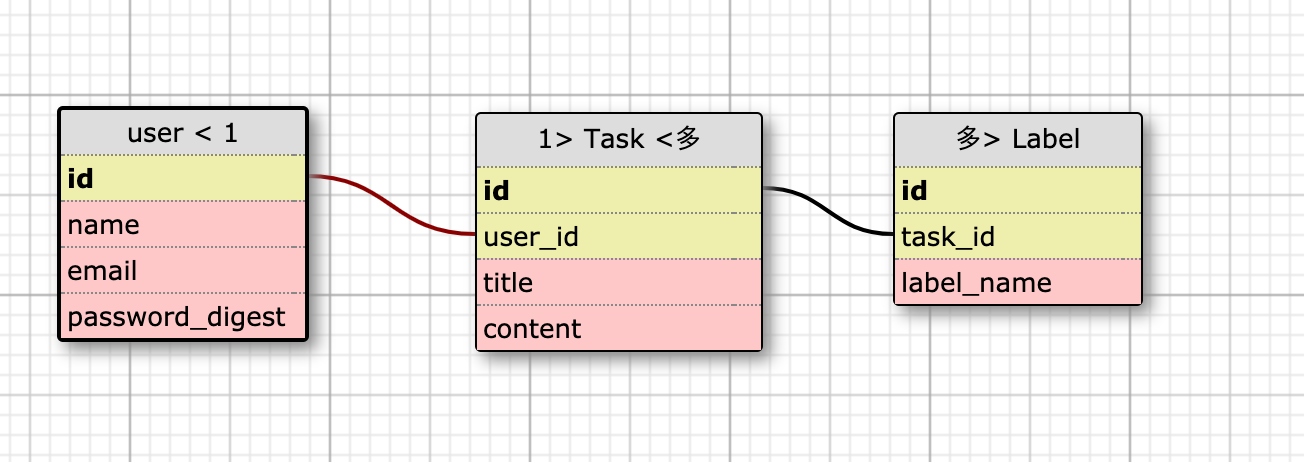 user < 1
id
name
email
password_digest
1> Task <多
id
user_id
title
content
多> Label
id
task_id
label_name